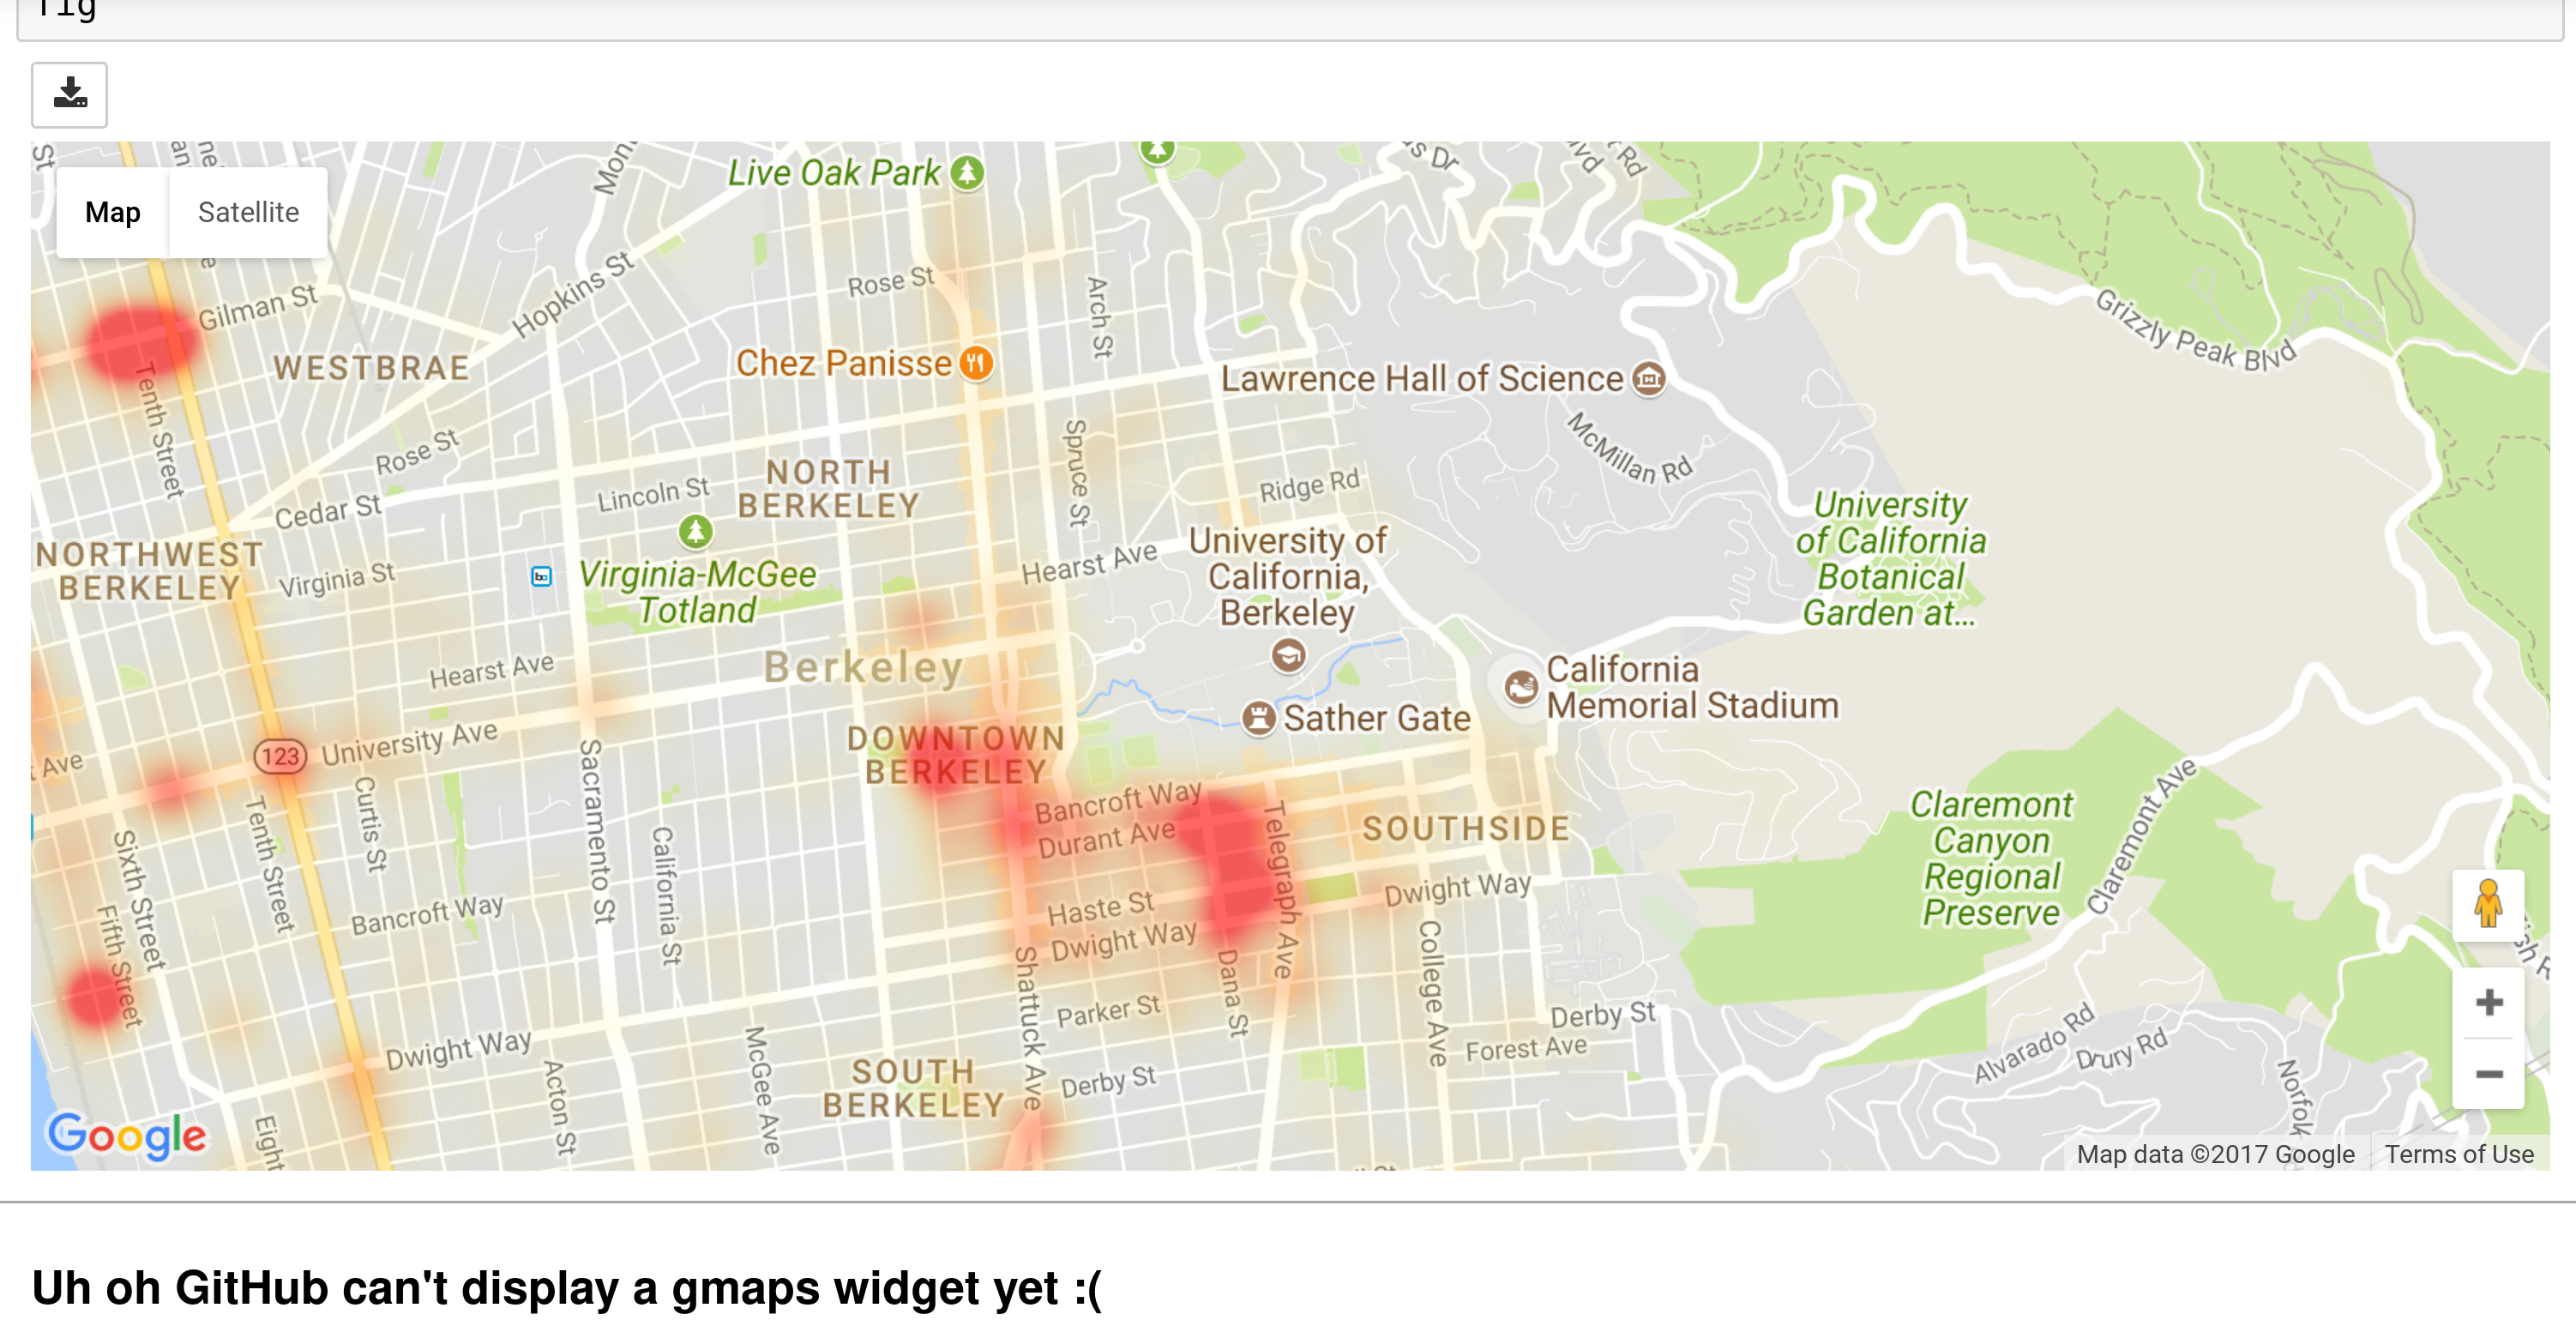 fig
Map
Satellite
Live Oak Park
Rose St
Arch St
Hopkins St
Gilman St
WESTBRAE
Tenth Street
Chez Panisse
Lawrence Hall of Science
Grizzly Peak Blvd
McMillan Rd
Rose St
Cedar St
Lincoln St
NORTH
BERKELEY
Spruce St
Ridge Rd
University
of California
Botanical
Garden at...
NORTHWEST
BERKELEY
Virginia St
Virginia-McGee
Totland
Hearst Ave
University of
California,
Berkeley
Hearst Ave
Berkeley
California
Memorial Stadium
Sather Gate
DOWNTOWN
BERKELEY
123
University Ave
Ave
Curtis St
Sacramento St
California St
Sixth Street
Tenth Street
Fifth Street
Bancroft Way
Bancroft Way
Durant Ave
Telegraph Ave
SOUTHSIDE
Claremont
Canyon
Regional
Preserve
Claremont Ave
Haste St
Dwight Way
Dwight Way
Dana St
College Ave
Shattuck Ave
Parker St
Derby St
Forest Ave
Dwight Way
Acton St
McGee Ave
SOUTH
BERKELEY
Derby St
Alvarado Rd
Drury Rd
Norfol
Eight
Google
Map data ©2017 Google
Terms of Use
Uh oh GitHub can't display a gmaps widget yet :(